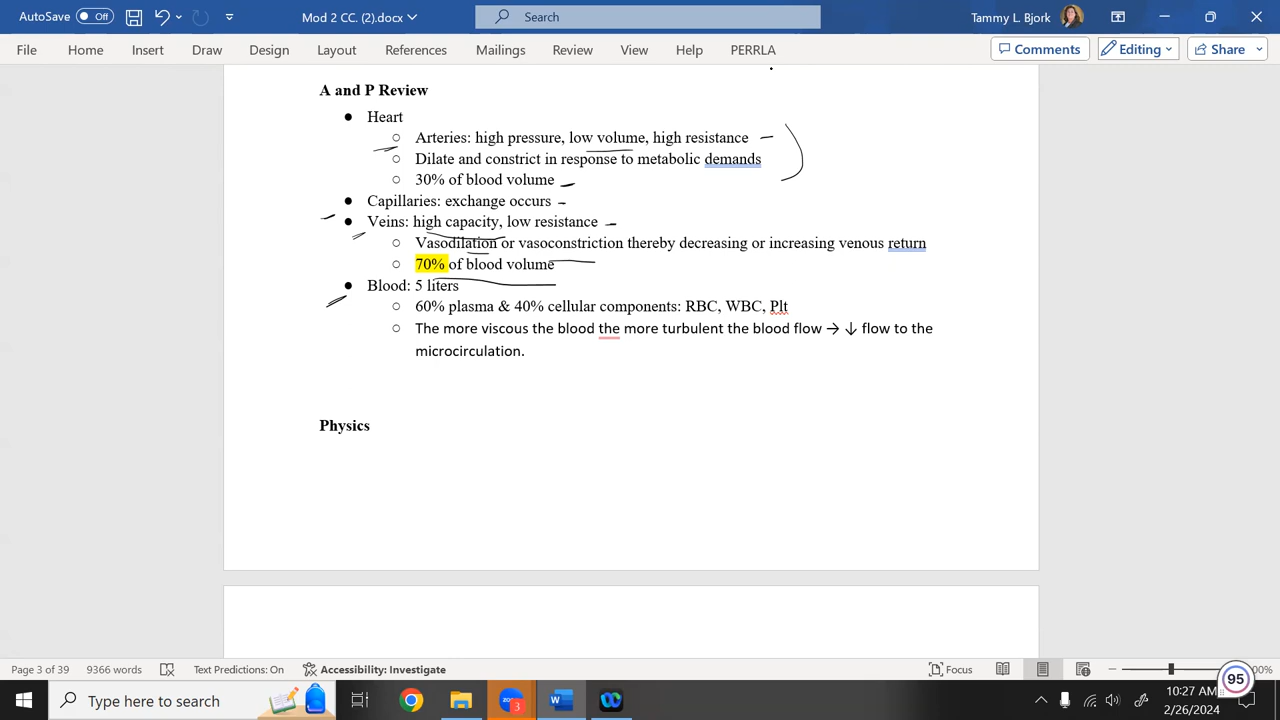 AutoSave Off Mod 2 CC. (2).docx Search Tammy L. Bjork
File Home Insert Draw Design Layout References Mailings Review View Help PERRLA Comments Editing Share
A and P Review
● Heart
○ Arteries: high pressure, low volume, high resistance
○ Dilate and constrict in response to metabolic demands
○ 30% of blood volume
● Capillaries: exchange occurs
● Veins: high capacity, low resistance
○ Vasodilation or vasoconstriction thereby decreasing or increasing venous return
○ 70% of blood volume
● Blood: 5 liters
○ 60% plasma & 40% cellular components: RBC, WBC, Plt
○ The more viscous the blood the more turbulent the blood flow → ↓ flow to the
microcirculation.
Physics
Page 3 of 39 9366 words Text Predictions: On Accessibility: Investigate Focus 00%
95
Type here to search 3 10:27 AM
2/26/2024